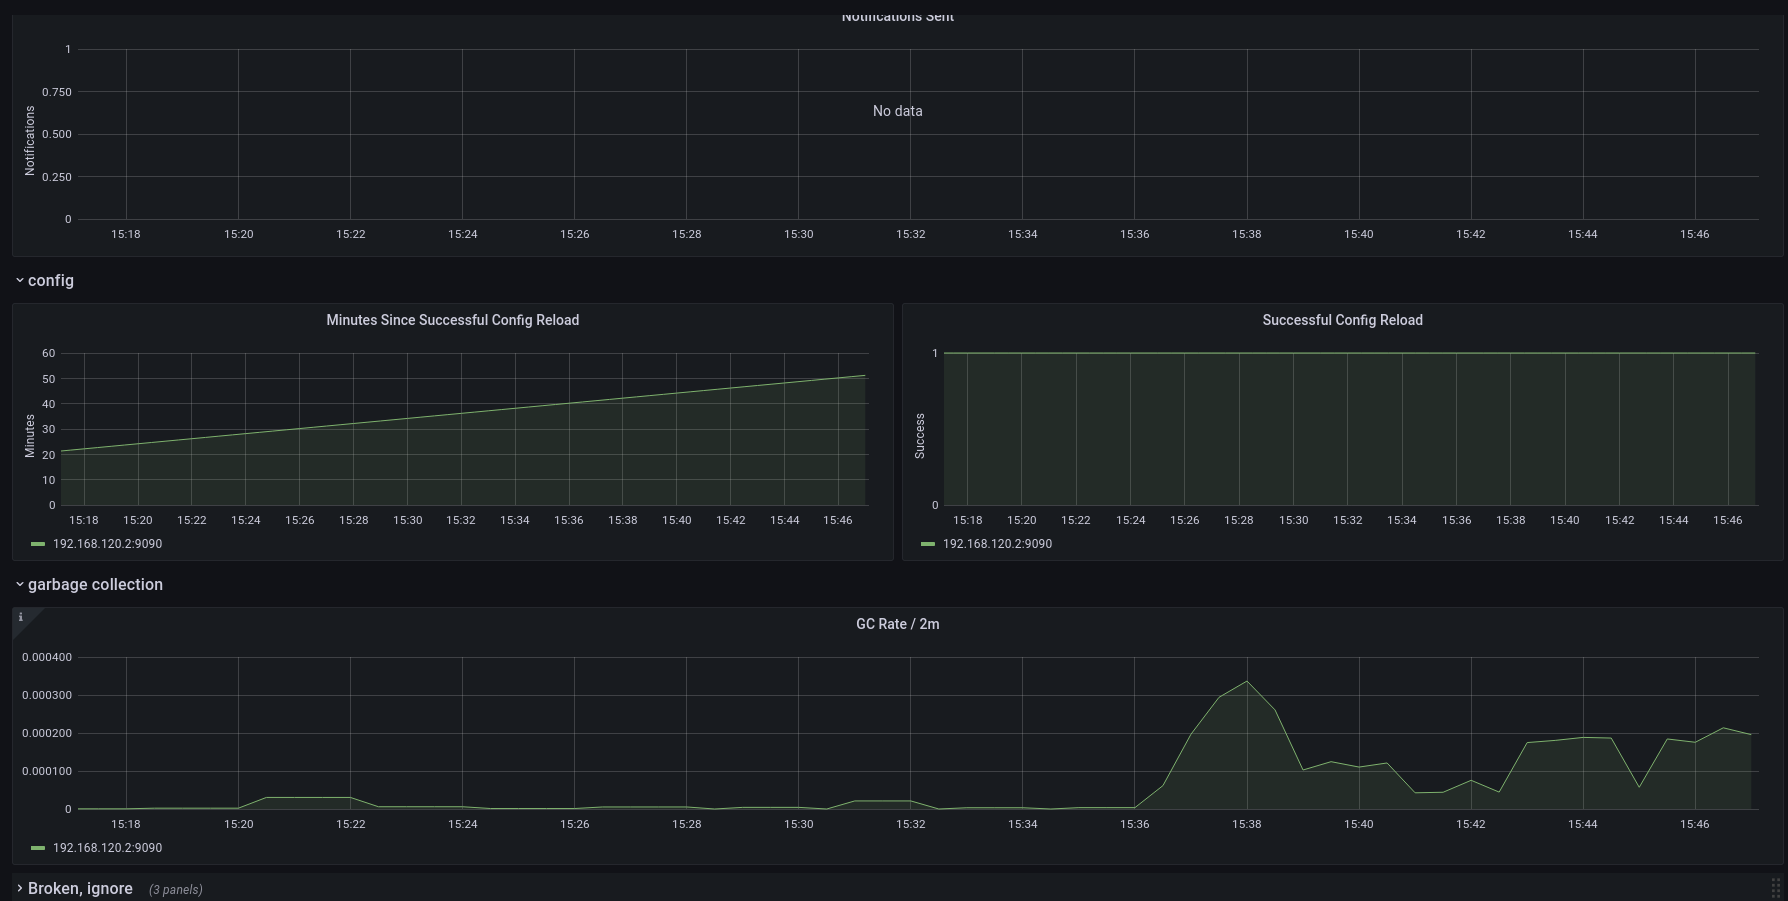 Notifications Sent
1
0.750
0.500
0.250
0
Notifications
No data
15:18 15:20 15:22 15:24 15:26 15:28 15:30 15:32 15:34 15:36 15:38 15:40 15:42 15:44 15:46
config
Minutes Since Successful Config Reload
60
50
40
30
20
10
0
Minutes
15:18 15:20 15:22 15:24 15:26 15:28 15:30 15:32 15:34 15:36 15:38 15:40 15:42 15:44 15:46
192.168.120.2:9090
Successful Config Reload
1
0
Success
15:18 15:20 15:22 15:24 15:26 15:28 15:30 15:32 15:34 15:36 15:38 15:40 15:42 15:44 15:46
192.168.120.2:9090
garbage collection
i
GC Rate / 2m
0.000400
0.000300
0.000200
0.000100
0
15:18 15:20 15:22 15:24 15:26 15:28 15:30 15:32 15:34 15:36 15:38 15:40 15:42 15:44 15:46
192.168.120.2:9090
Broken, ignore (3 panels)